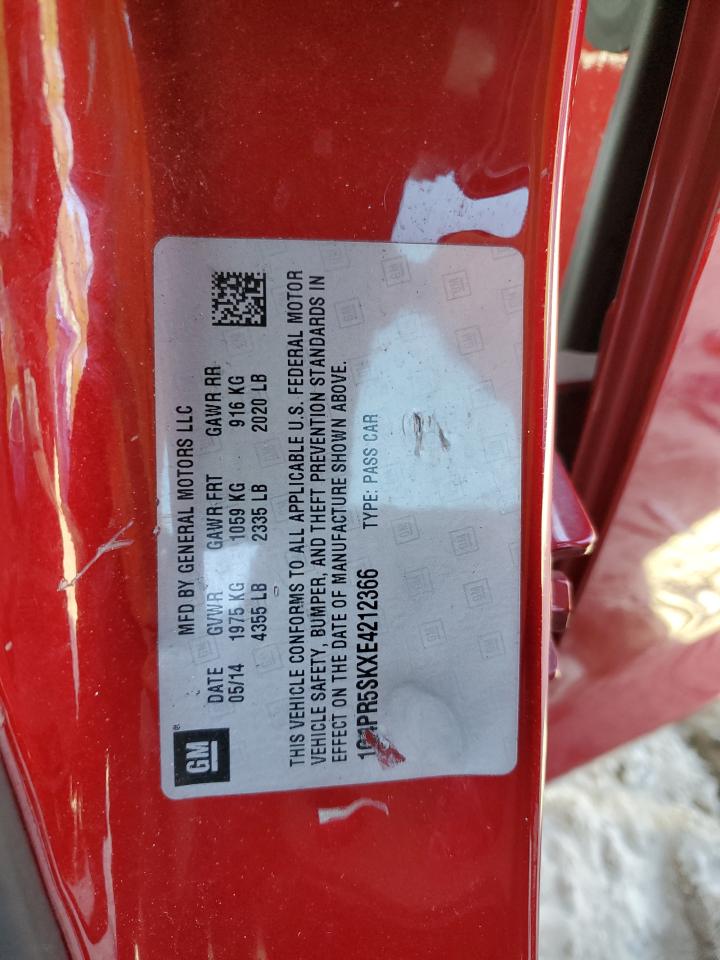 GM®
MFD BY GENERAL MOTORS LLC
DATE GVWR GAWR FRT GAWR RR
05/14 1975 KG 1059 KG 916 KG
4355 LB 2335 LB 2020 LB
THIS VEHICLE CONFORMS TO ALL APPLICABLE U.S. FEDERAL MOTOR
VEHICLE SAFETY, BUMPER, AND THEFT PREVENTION STANDARDS IN
EFFECT ON THE DATE OF MANUFACTURE SHOWN ABOVE.
1G4PR5SKXE4212366 TYPE: PASS CAR